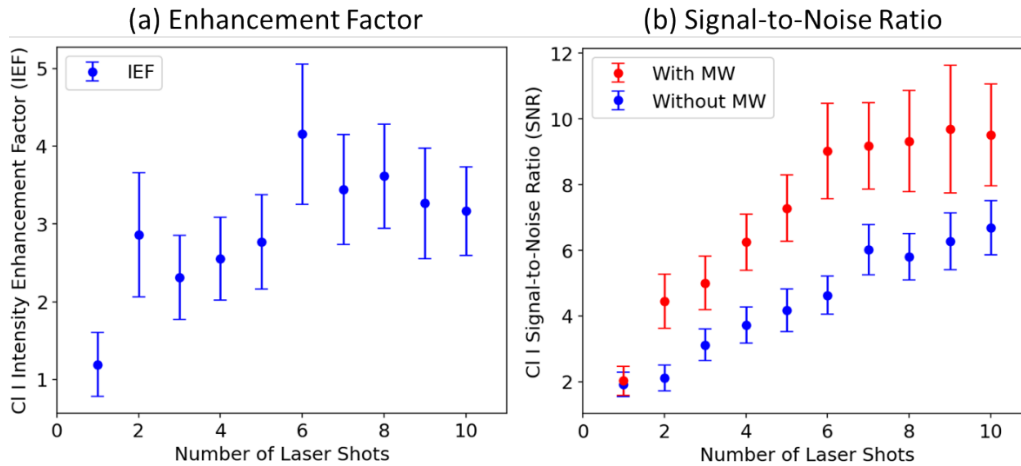 (a) Enhancement Factor
Cl I Intensity Enhancement Factor (IEF)
5
4
3
2
1
IEF
0
2
4
6
8
10
Number of Laser Shots
(b) Signal-to-Noise Ratio
Cl I Signal-to-Noise Ratio (SNR)
12
10
8
6
4
2
With MW
Without MW
0
2
4
6
8
10
Number of Laser Shots